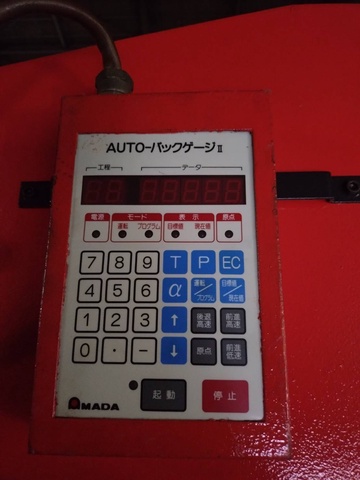 AUTO-バックゲージ II
工程 データ
電源 モード 表示 原点
運転 プログラム 目標値 現在値
7 8 9 T P EC
4 5 6 α 運転/プログラム 目標値/現在値
1 2 3 ↑ 後退高速 前進高速
0 . - ↓ 原点 前進低速
起動 停止
AMADA